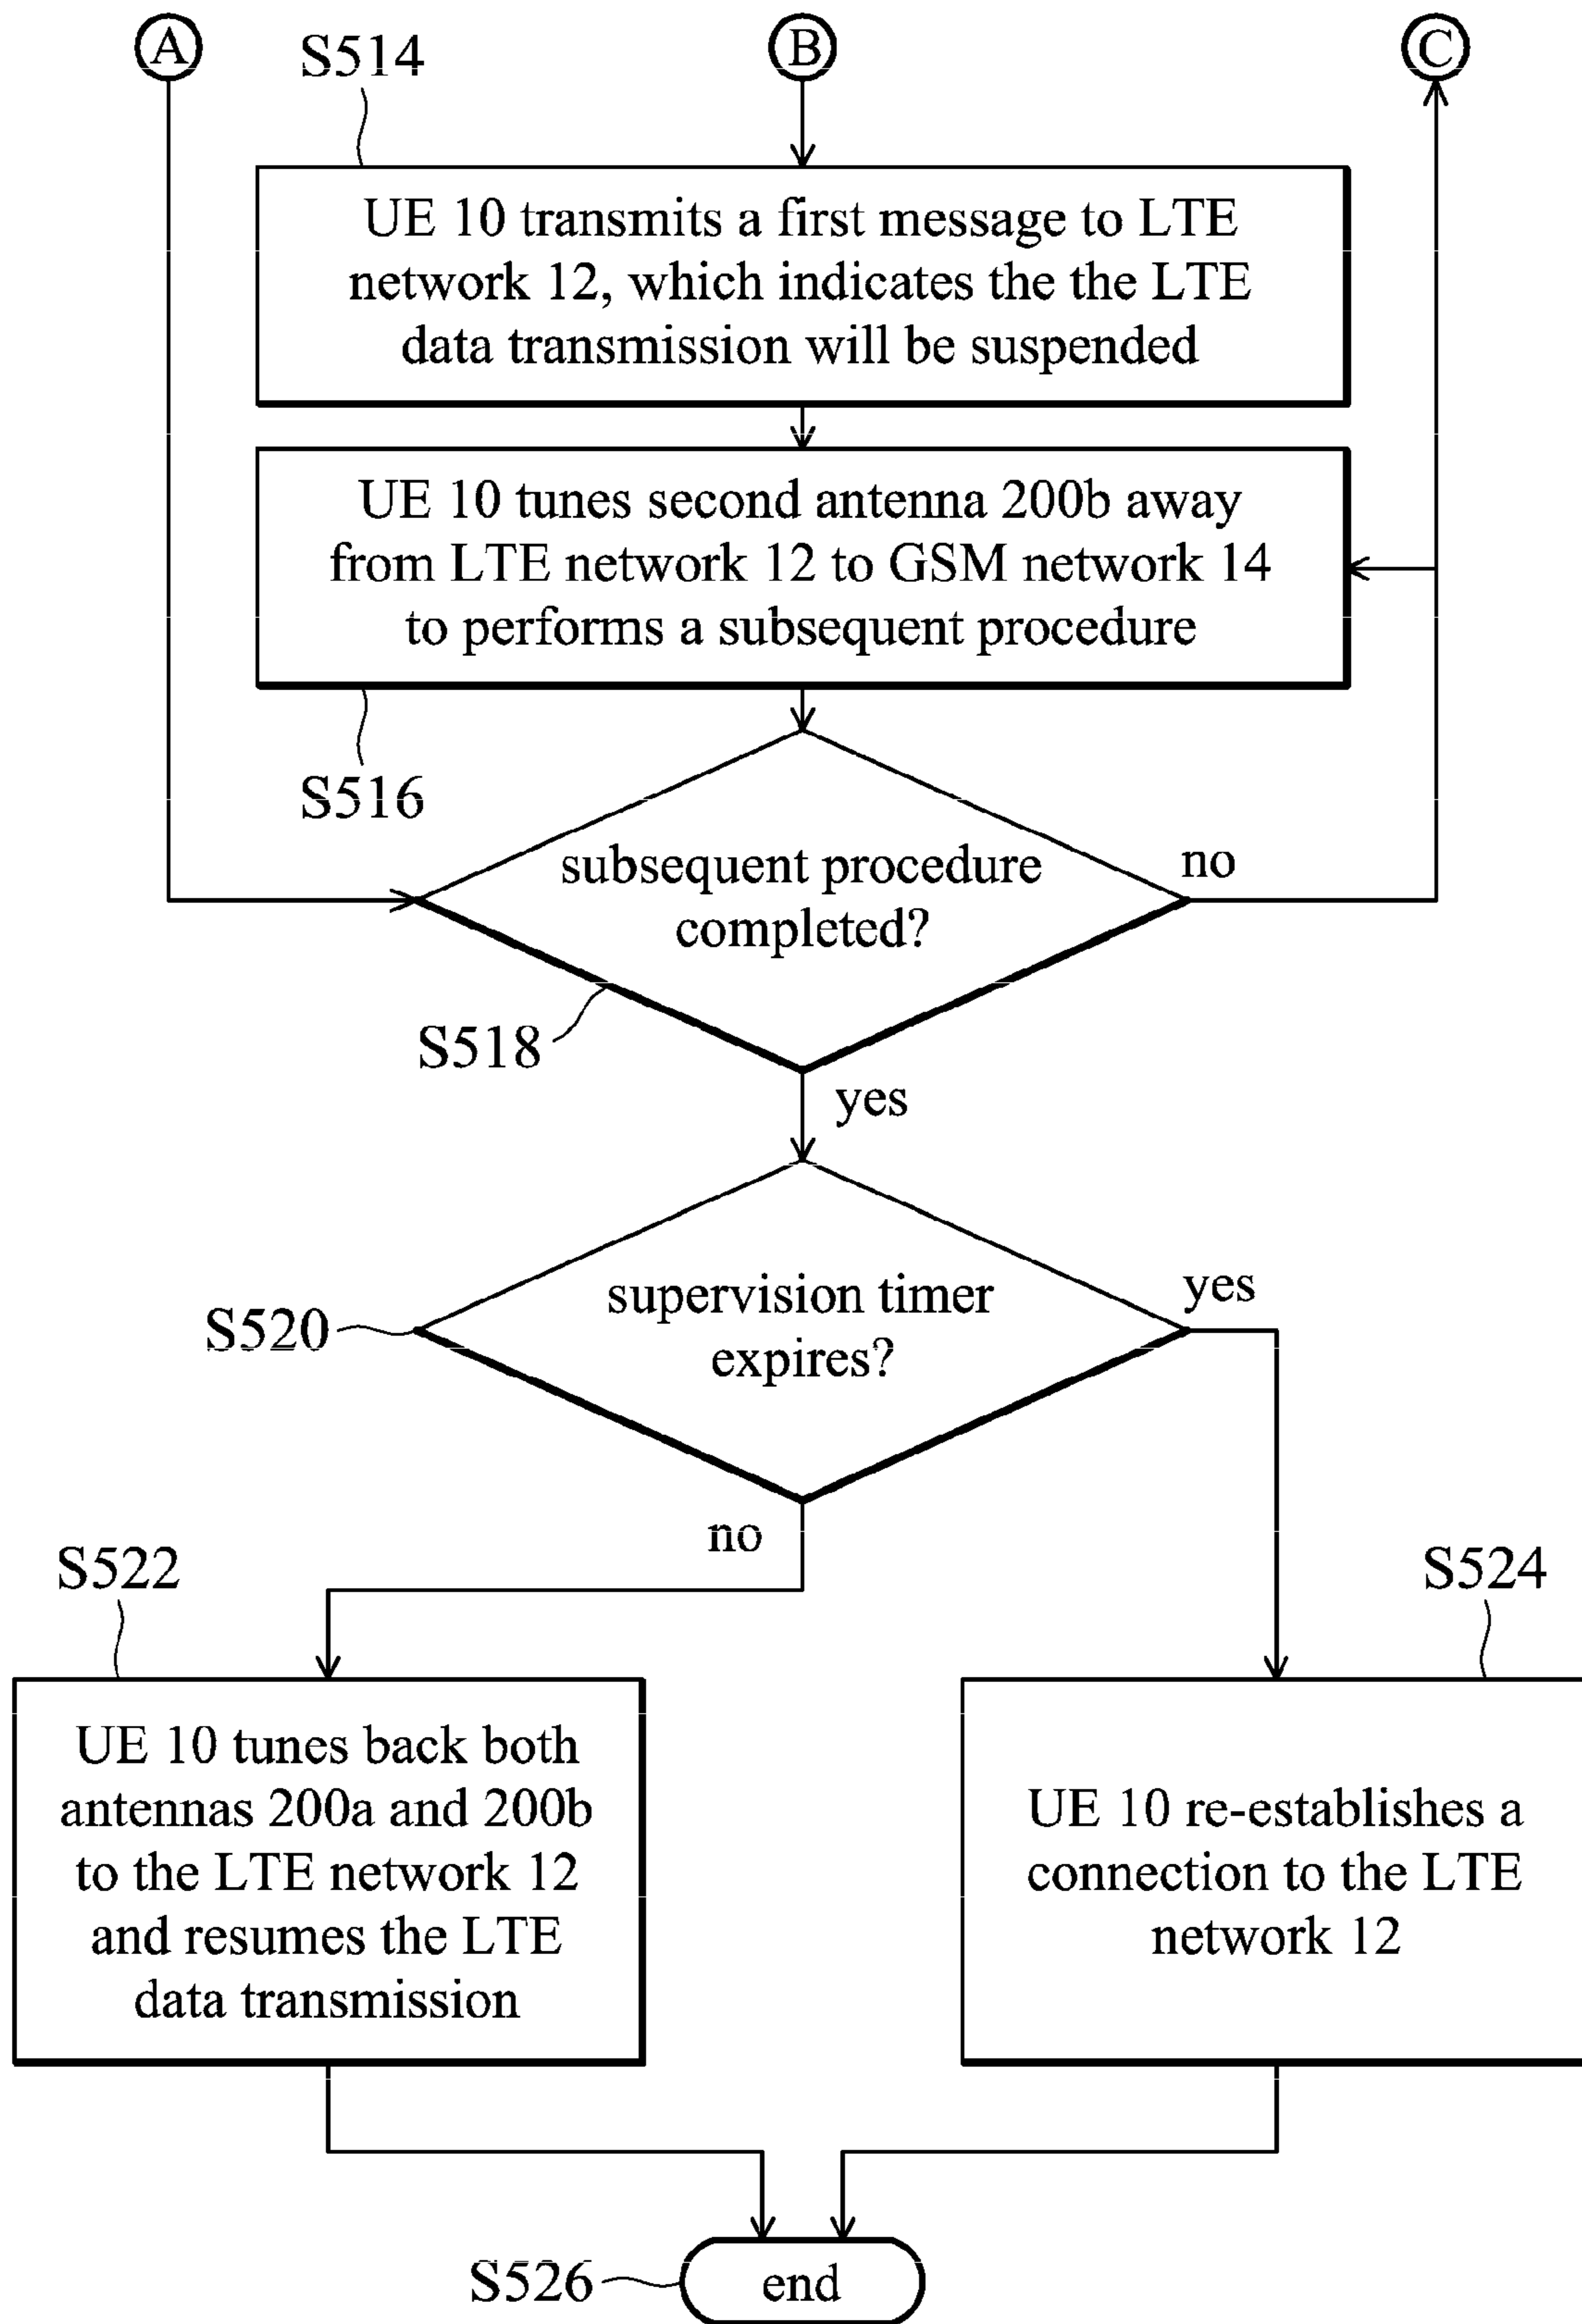 A
B
C
S514
UE 10 transmits a first message to LTE
network 12, which indicates the the LTE
data transmission will be suspended
UE 10 tunes second antenna 200b away
from LTE network 12 to GSM network 14
to performs a subsequent procedure
S516
subsequent procedure
completed?
no
S518
yes
supervision timer
expires?
yes
S520
no
S522
S524
UE 10 tunes back both
antennas 200a and 200b
to the LTE network 12
and resumes the LTE
data transmission
UE 10 re-establishes a
connection to the LTE
network 12
S526
end